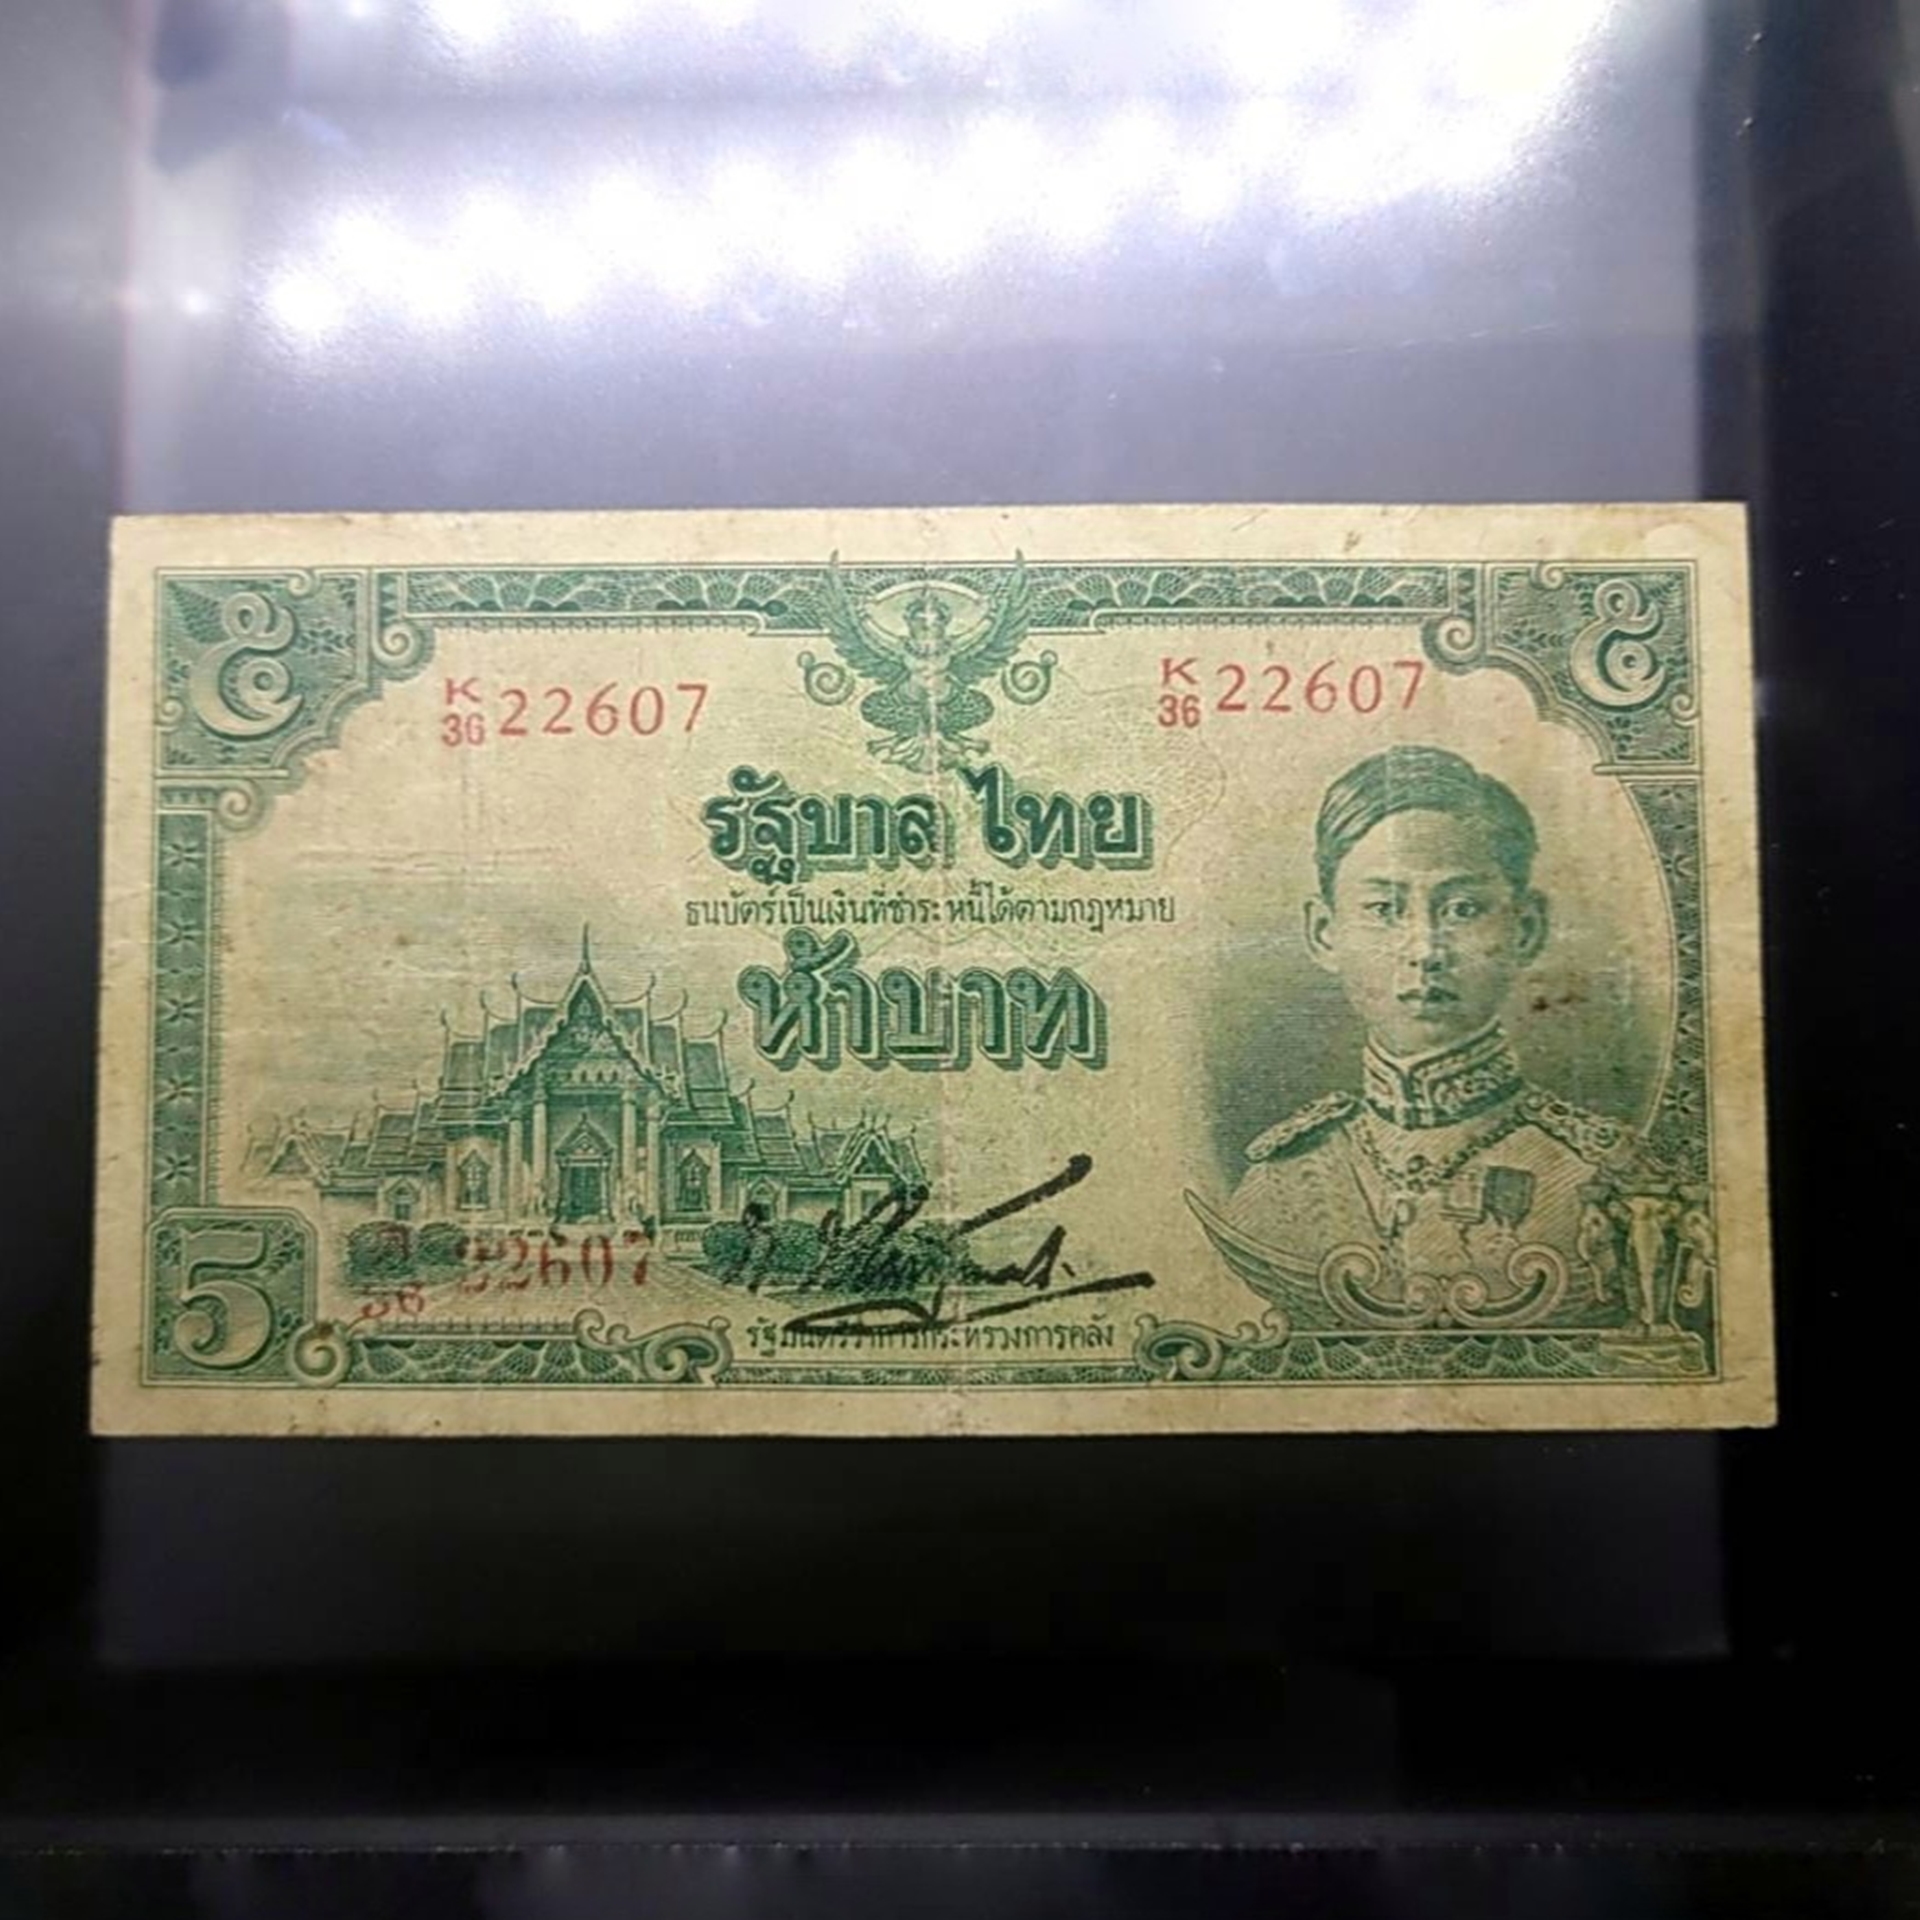 ๕ ๕
K 36 22607 K 36 22607
รัฐบาลไทย
ธนบัตร์เป็นเงินที่ชำระหนี้ได้ตามกฎหมาย
ห้าบาท
22607
5
รัฐมนตรีว่าการกระทรวงการคลัง